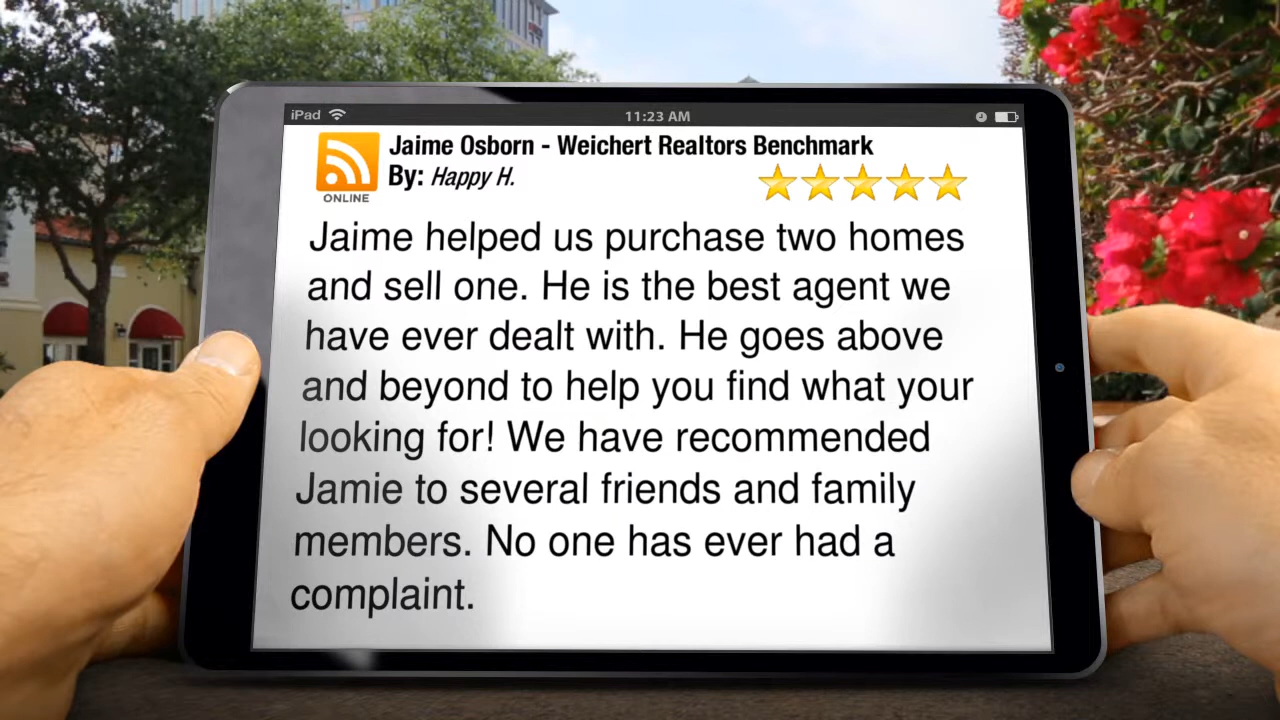 iPad 11:23 AM
Jaime Osborn - Weichert Realtors Benchmark
By: Happy H.
ONLINE
Jaime helped us purchase two homes
and sell one. He is the best agent we
have ever dealt with. He goes above
and beyond to help you find what your
looking for! We have recommended
Jamie to several friends and family
members. No one has ever had a
complaint.